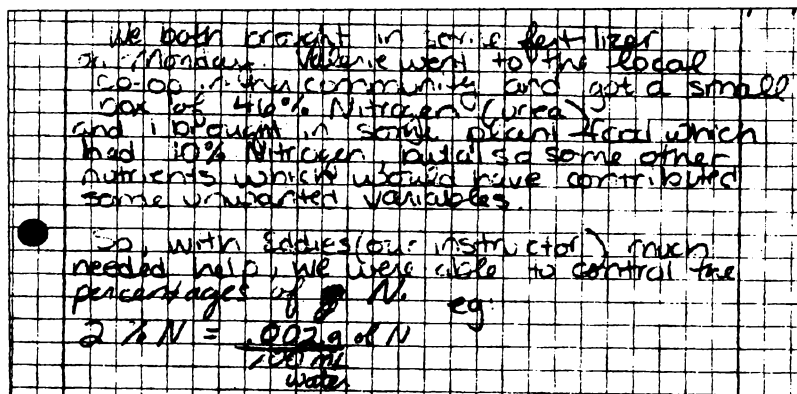 We both brought in some fertilizer
on Monday. Valerie went to the local
co-op in the community and got a small
box of 46% Nitrogen (urea)
and i brought in some plant food which
had 10% Nitrogen, but also some other
nutrients which would have contributed
some unwanted variables.
So, with Eddies (our instructor) much
needed help, we were able to control the
percentages of N.
eg:
2 % N = .002 g of N
100 ml
water